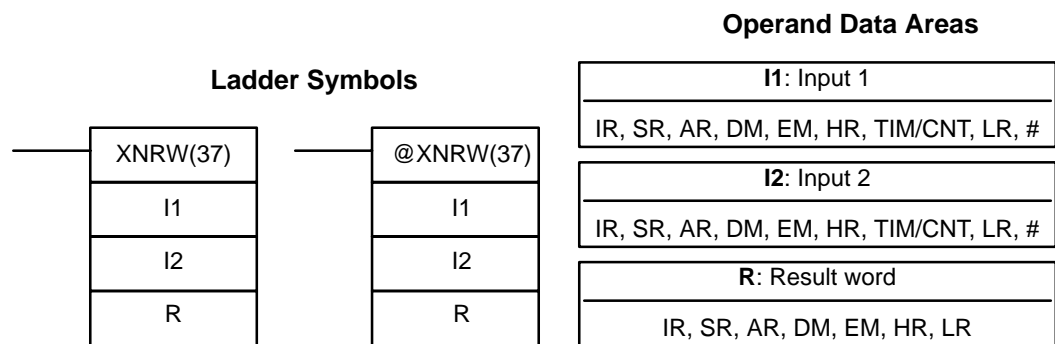 Operand Data Areas
Ladder Symbols
I1: Input 1
IR, SR, AR, DM, EM, HR, TIM/CNT, LR, #
XNRW(37)
@XNRW(37)
I1
I1
I2: Input 2
IR, SR, AR, DM, EM, HR, TIM/CNT, LR, #
I2
I2
R: Result word
R
R
IR, SR, AR, DM, EM, HR, LR